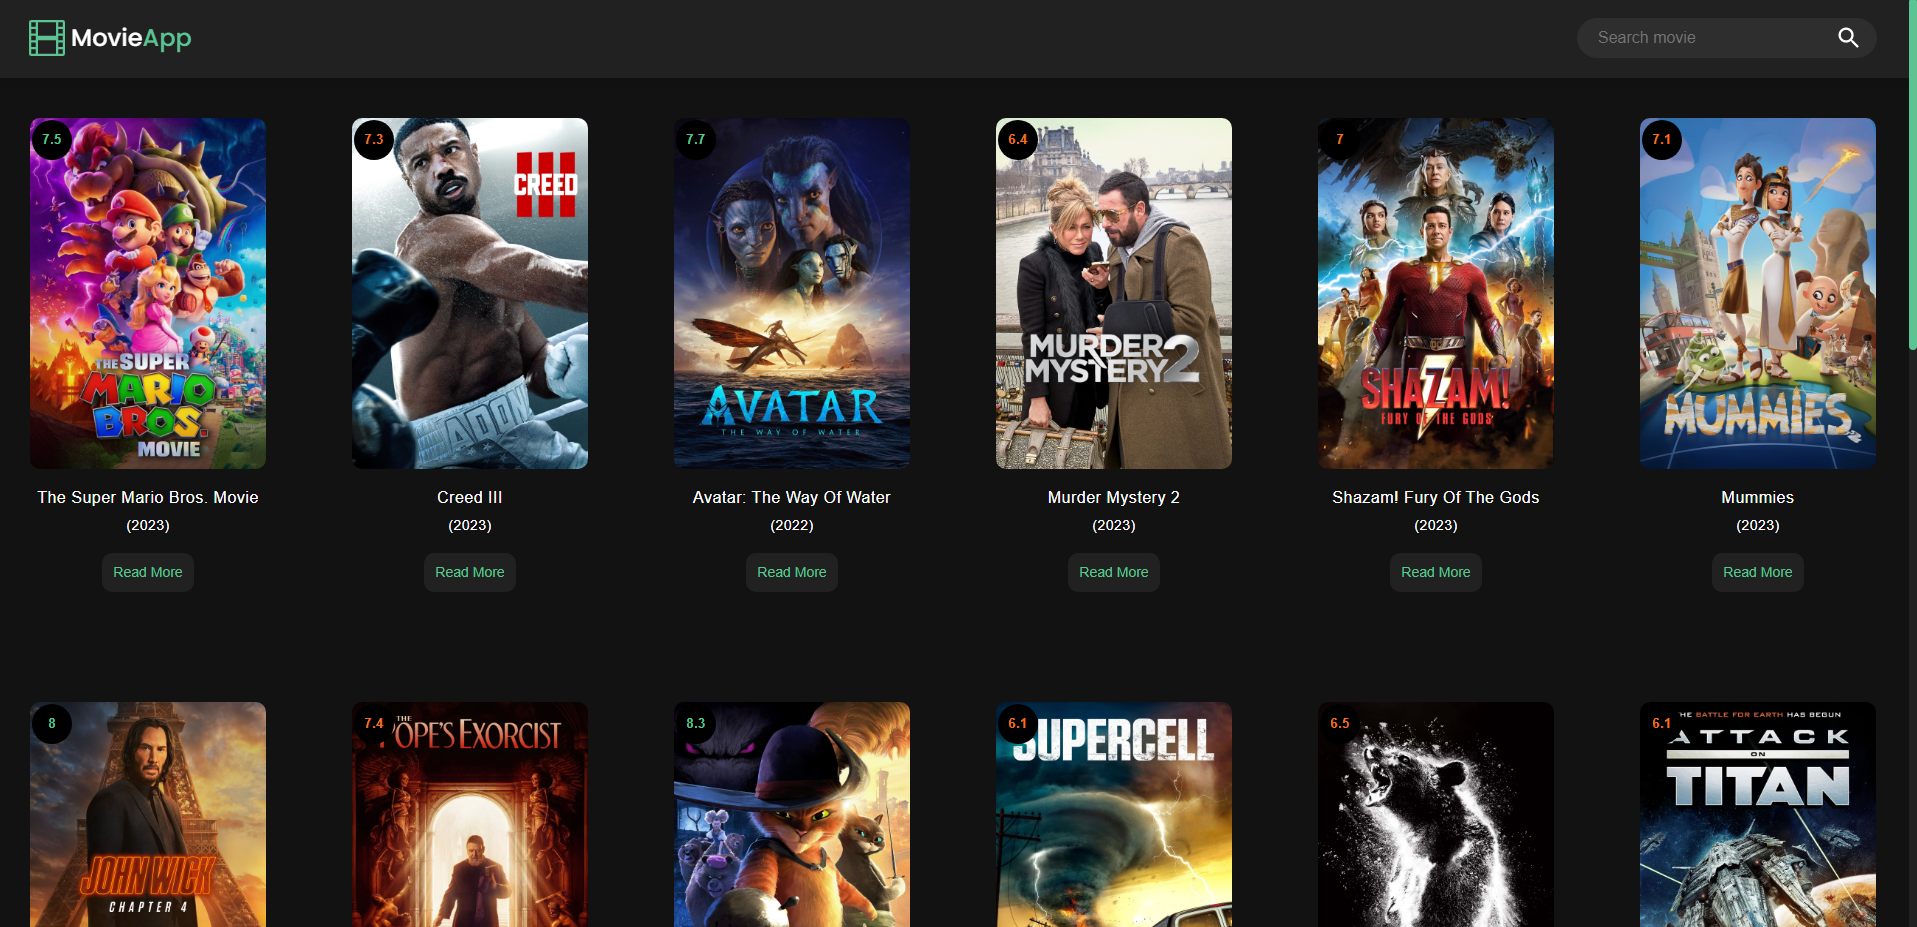 MovieApp
Search movie
7.5
THE SUPER
MARIO
BROS.
MOVIE
The Super Mario Bros. Movie
(2023)
Read More
7.3
CREED
III
Creed III
(2023)
Read More
7.7
AVATAR
THE WAY OF WATER
Avatar: The Way Of Water
(2022)
Read More
6.4
MURDER
MYSTERY 2
Murder Mystery 2
(2023)
Read More
7
SHAZAM!
FURY OF THE GODS
Shazam! Fury Of The Gods
(2023)
Read More
7.1
MUMMIES
Mummies
(2023)
Read More
8
JOHN WICK
CHAPTER 4
7.4
THE
POPE'S EXORCIST
8.3
6.1
SUPERCELL
6.5
6.1
THE BATTLE FOR EARTH HAS BEGUN
ATTACK
ON
TITAN